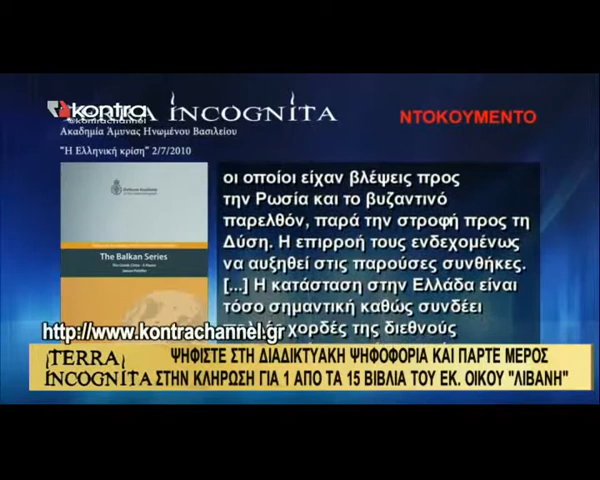 kontra
@kontrachannel
INCOGNITA
ΝΤΟΚΟΥΜΕΝΤΟ
Ακαδημία Άμυνας Ηνωμένου Βασιλείου
"Η Ελληνική κρίση" 2/7/2010
The Balkan Series
οι οποίοι είχαν βλέψεις προς
την Ρωσία και το βυζαντινό
παρελθόν, παρά την στροφή προς τη
Δύση. Η επιρροή τους ενδεχομένως
να αυξηθεί στις παρούσες συνθήκες.
[...] Η κατάσταση στην Ελλάδα είναι
τόσο σημαντική καθώς συνδέει
χορδές της διεθνούς
http://www.kontrachannel.gr
TERRA
INCOGNITA
ΨΗΦΙΣΤΕ ΣΤΗ ΔΙΑΔΙΚΤΥΑΚΗ ΨΗΦΟΦΟΡΙΑ ΚΑΙ ΠΑΡΤΕ ΜΕΡΟΣ
ΣΤΗΝ ΚΛΗΡΩΣΗ ΓΙΑ 1 ΑΠΟ ΤΑ 15 ΒΙΒΛΙΑ ΤΟΥ ΕΚ. ΟΙΚΟΥ "ΛΙΒΑΝΗ"